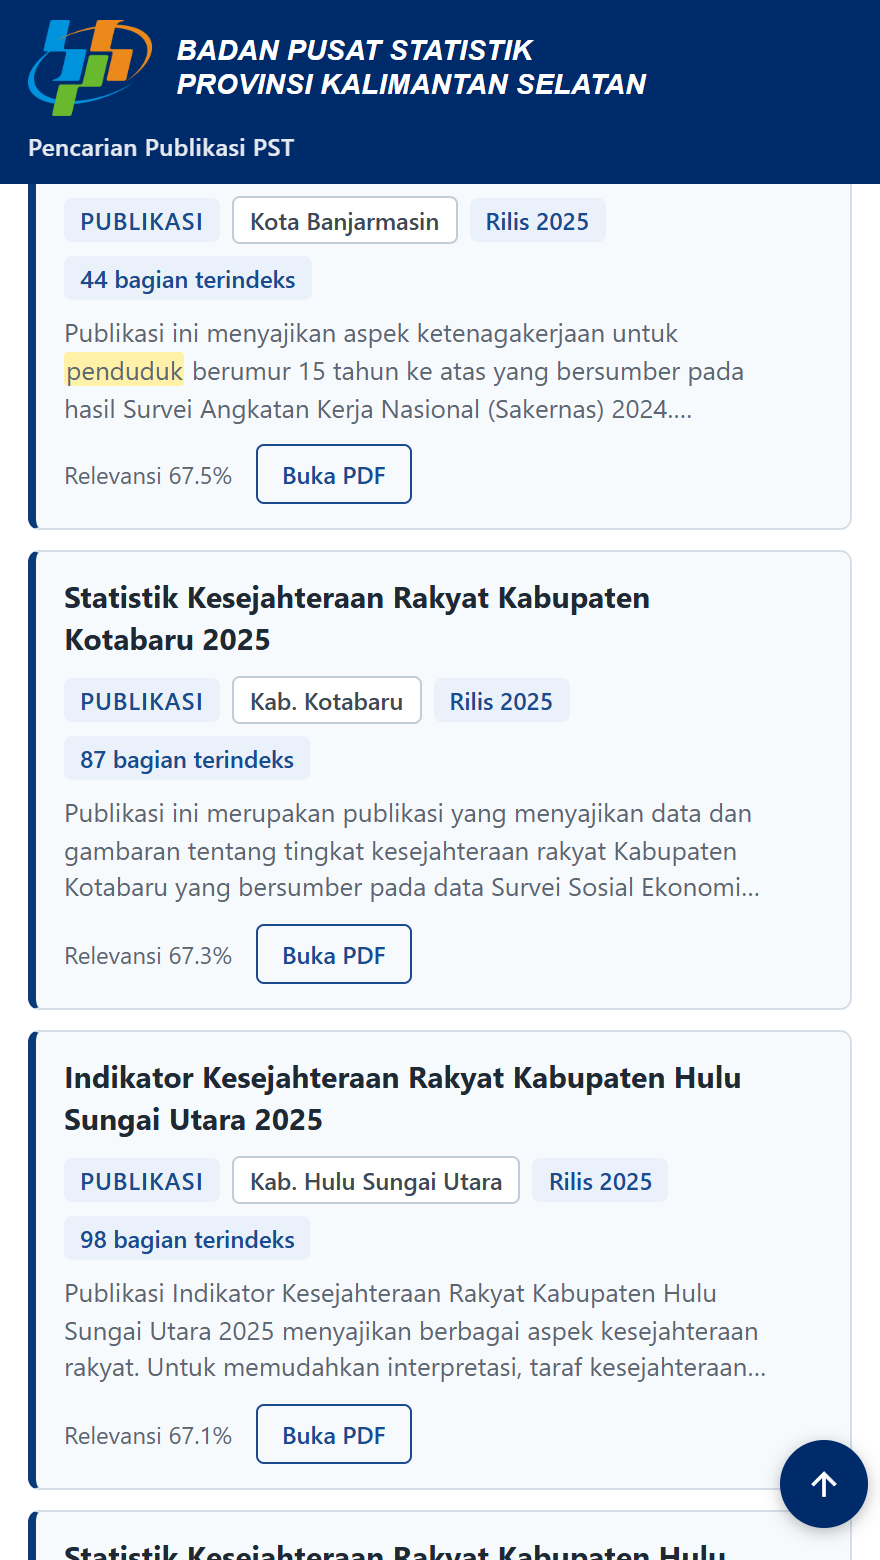 BADAN PUSAT STATISTIK
PROVINSI KALIMANTAN SELATAN
Pencarian Publikasi PST
PUBLIKASI Kota Banjarmasin Rilis 2025
44 bagian terindeks
Publikasi ini menyajikan aspek ketenagakerjaan untuk
penduduk berumur 15 tahun ke atas yang bersumber pada
hasil Survei Angkatan Kerja Nasional (Sakernas) 2024....
Relevansi 67.5% Buka PDF
Statistik Kesejahteraan Rakyat Kabupaten
Kotabaru 2025
PUBLIKASI Kab. Kotabaru Rilis 2025
87 bagian terindeks
Publikasi ini merupakan publikasi yang menyajikan data dan
gambaran tentang tingkat kesejahteraan rakyat Kabupaten
Kotabaru yang bersumber pada data Survei Sosial Ekonomi...
Relevansi 67.3% Buka PDF
Indikator Kesejahteraan Rakyat Kabupaten Hulu
Sungai Utara 2025
PUBLIKASI Kab. Hulu Sungai Utara Rilis 2025
98 bagian terindeks
Publikasi Indikator Kesejahteraan Rakyat Kabupaten Hulu
Sungai Utara 2025 menyajikan berbagai aspek kesejahteraan
rakyat. Untuk memudahkan interpretasi, taraf kesejahteraan...
Relevansi 67.1% Buka PDF
Statistik Kesejahteraan Rakyat Kabupaten Hulu